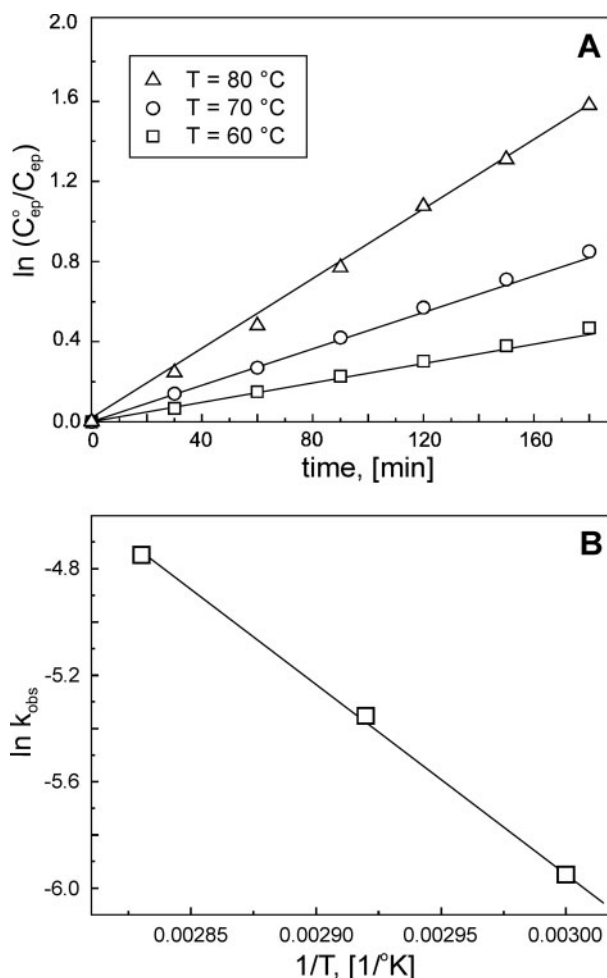 2.0
A
T = 80 °C
T = 70 °C
T = 60 °C
1.6
1.2
0.8
0.4
0.0
ln (C°ep/Cep)
0 40 80 120 160
time, [min]
B
-4.8
-5.2
-5.6
-6.0
ln kobs
0.00285 0.00290 0.00295 0.00300
1/T, [1/°K]